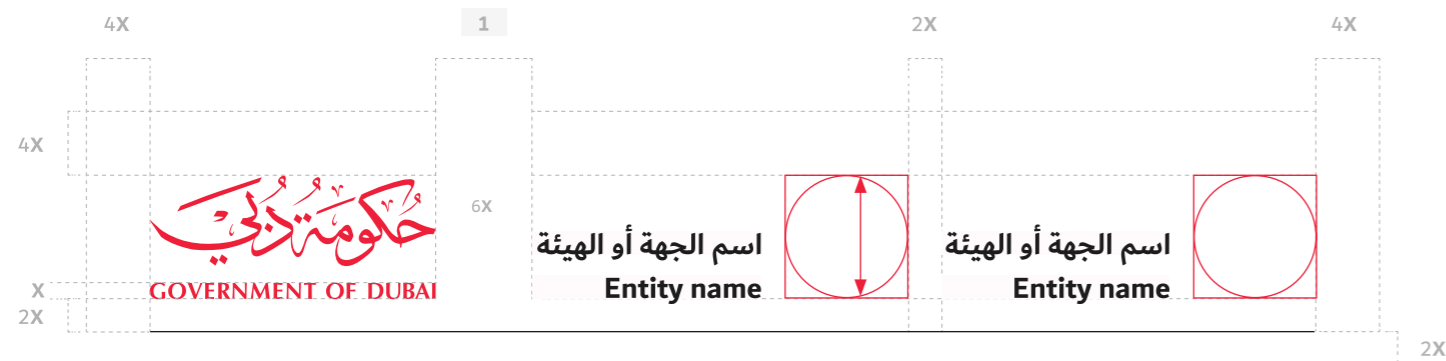 4X
1
2X
4X
4X
6X
حكومة دبي
GOVERNMENT OF DUBAI
اسم الجهة أو الهيئة
Entity name
اسم الجهة أو الهيئة
Entity name
X
2X
2X